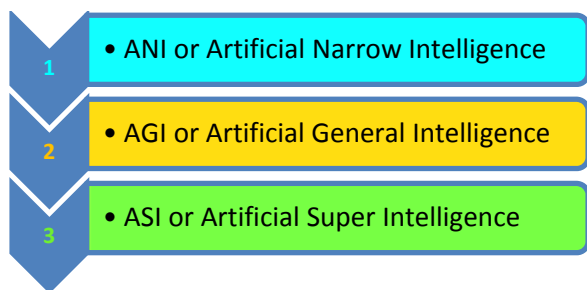 1
• ANI or Artificial Narrow Intelligence
2
• AGI or Artificial General Intelligence
3
• ASI or Artificial Super Intelligence